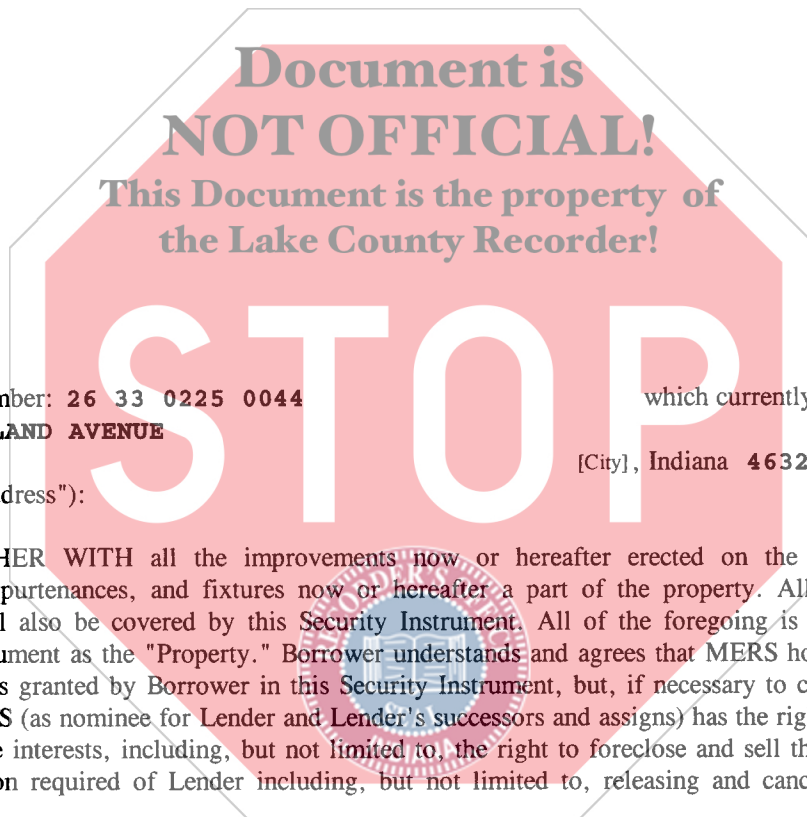 Document is
NOT OFFICIAL!
This Document is the property of
the Lake County Recorder!
STOP
mber: 26 33 0225 0044 which currently
LAND AVENUE
[City], Indiana 4632
dress"):
HER WITH all the improvements now or hereafter erected on the
purtenances, and fixtures now or hereafter a part of the property. All
l also be covered by this Security Instrument. All of the foregoing is
ument as the "Property." Borrower understands and agrees that MERS ho
s granted by Borrower in this Security Instrument, but, if necessary to c
S (as nominee for Lender and Lender's successors and assigns) has the rig
e interests, including, but not limited to, the right to foreclose and sell th
on required of Lender including, but not limited to, releasing and canc
RECORDER'S
SEAL